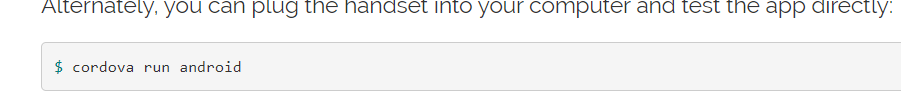 Alternately, you can plug the handset into your computer and test the app directly:
$ cordova run android